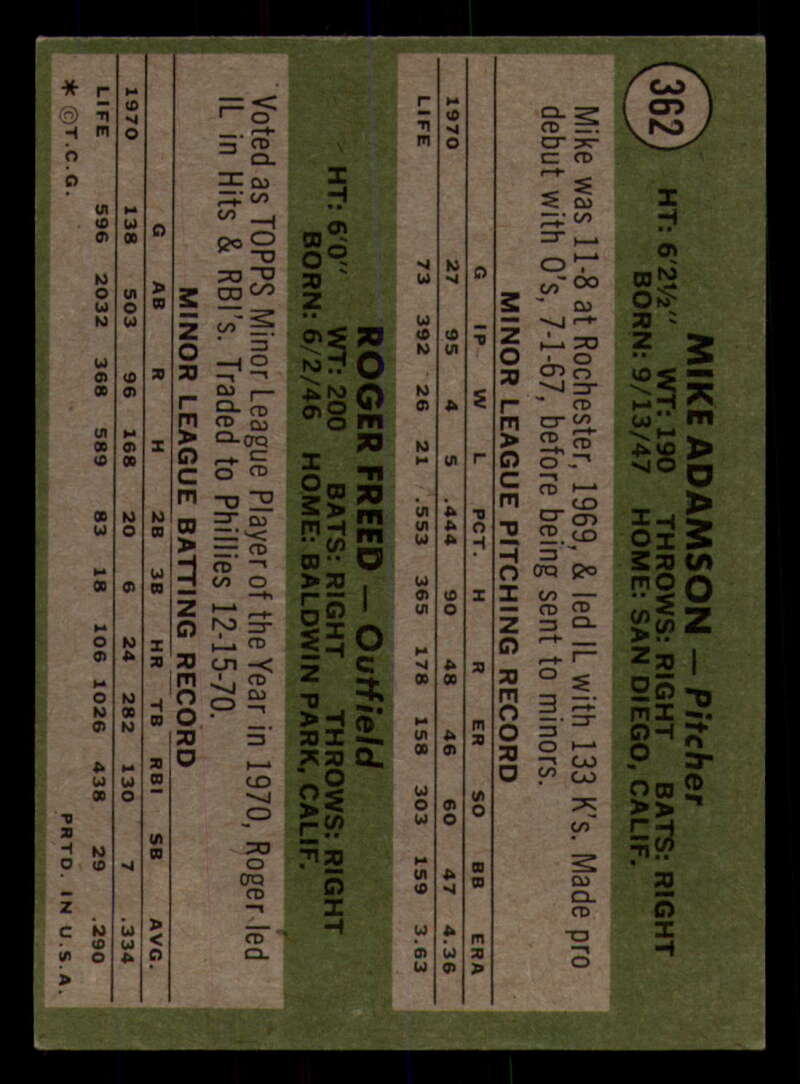 362
MIKE ADAMSON — Pitcher
HT: 6'2½" WT: 190 THROWS: RIGHT BATS: RIGHT
BORN: 9/13/47 HOME: SAN DIEGO, CALIF.
Mike was 11-8 at Rochester, 1969, & led IL with 133 K's. Made pro
debut with O's, 7-1-67, before being sent to minors.
MINOR LEAGUE PITCHING RECORD
G IP W L PCT. H R ER SO BB ERA
1970 27 95 4 5 .444 90 48 46 60 47 4.36
LIFE 73 392 26 21 .553 365 178 158 303 159 3.63
ROGER FREED — Outfield
HT: 6'0" WT: 200 BATS: RIGHT THROWS: RIGHT
BORN: 6/2/46 HOME: BALDWIN PARK, CALIF.
Voted as TOPPS Minor League Player of the Year in 1970, Roger led
IL in Hits & RBI's. Traded to Phillies 12-15-70.
MINOR LEAGUE BATTING RECORD
G AB R H 2B 3B HR TB RBI SB AVG.
1970 138 503 96 168 20 6 24 282 130 7 .334
LIFE 596 2032 368 589 83 18 106 1026 438 29 .290
* ©T.C.G. PRTD. IN U.S.A.